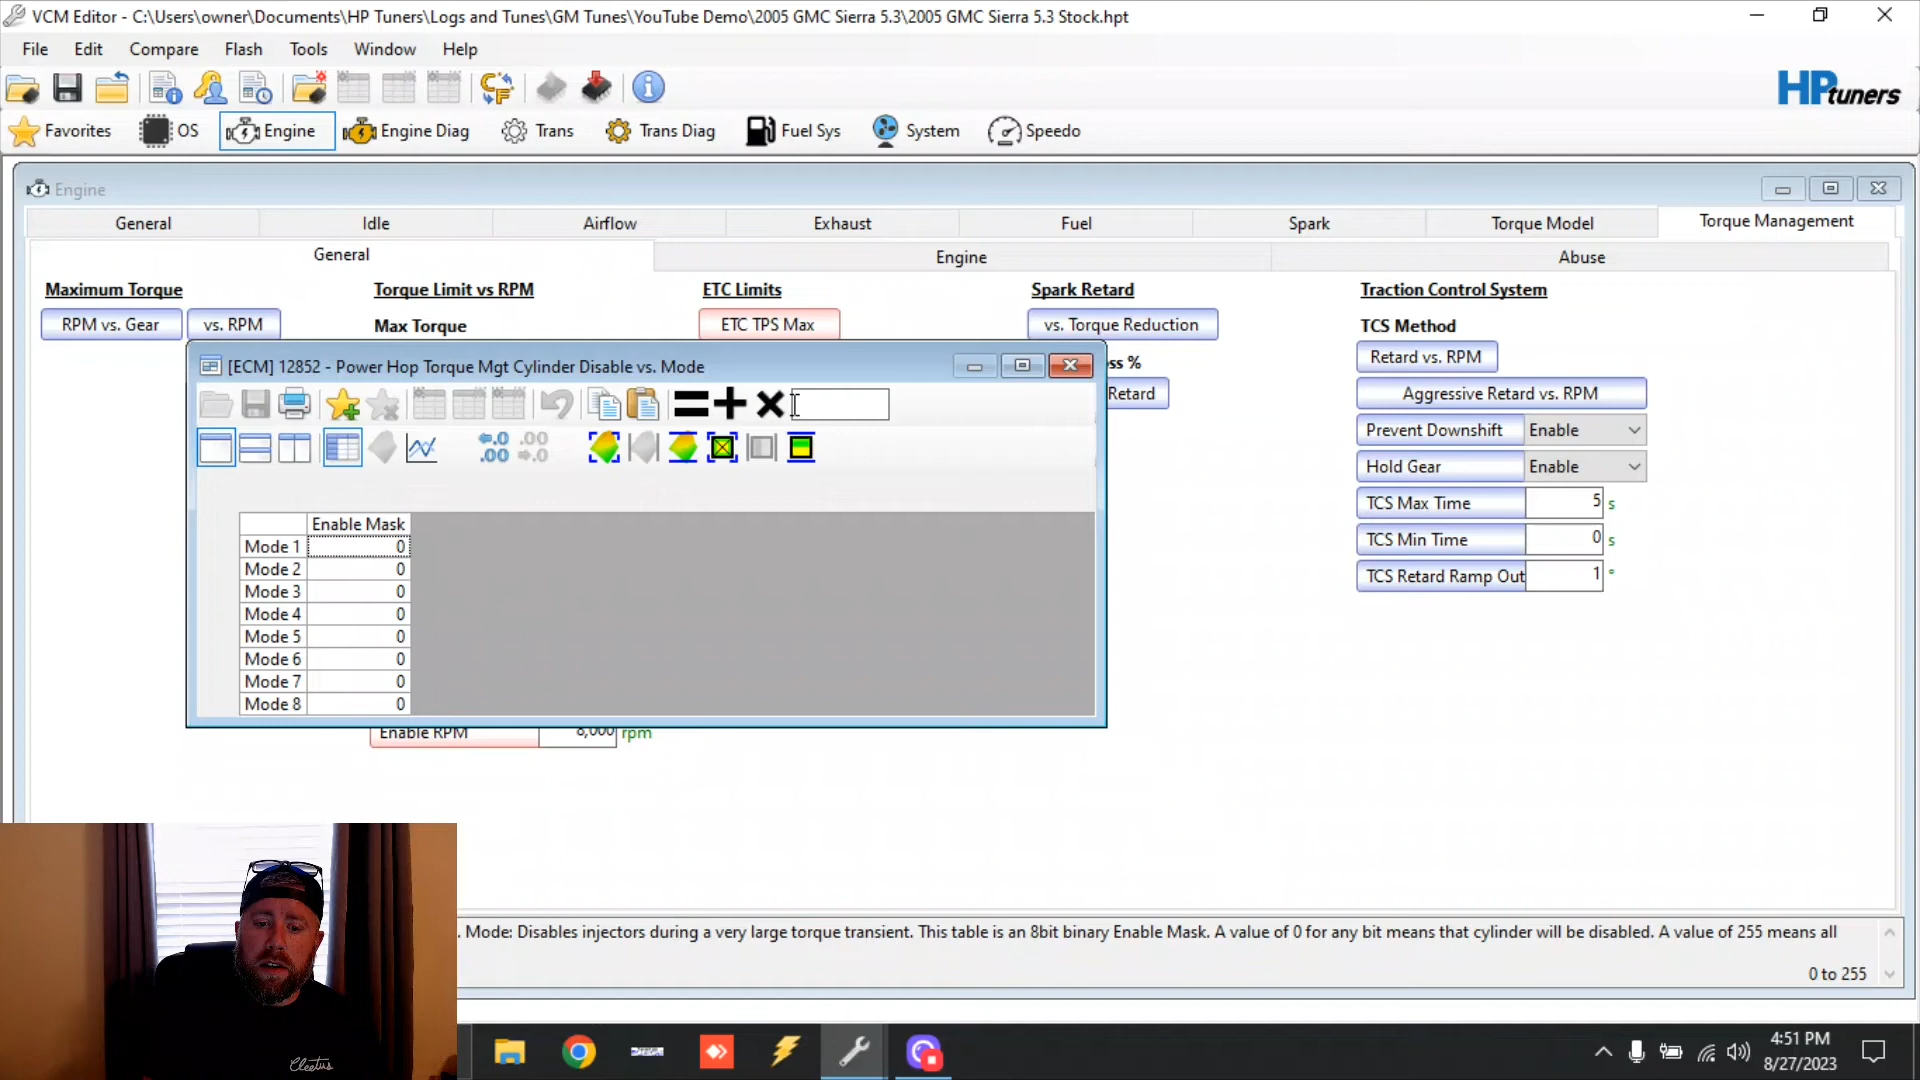 VCM Editor - C:\Users\owner\Documents\HP Tuners\Logs and Tunes\GM Tunes\YouTube Demo\2005 GMC Sierra 5.3\2005 GMC Sierra 5.3 Stock.hpt
File Edit Compare Flash Tools Window Help
HPtuners
Favorites OS Engine Engine Diag Trans Trans Diag Fuel Sys System Speedo
Engine
General Idle Airflow Exhaust Fuel Spark Torque Model Torque Management
General Engine Abuse
Maximum Torque Torque Limit vs RPM ETC Limits Spark Retard Traction Control System
RPM vs. Gear vs. RPM Max Torque ETC TPS Max vs. Torque Reduction TCS Method
[ECM] 12852 - Power Hop Torque Mgt Cylinder Disable vs. Mode
% Retard vs. RPM
Retard Aggressive Retard vs. RPM
Prevent Downshift Enable
Hold Gear Enable
TCS Max Time 5 s
TCS Min Time 0 s
TCS Retard Ramp Out 1 °
Enable Mask
Mode 1 0
Mode 2 0
Mode 3 0
Mode 4 0
Mode 5 0
Mode 6 0
Mode 7 0
Mode 8 0
Enable RPM 8,000 rpm
. Mode: Disables injectors during a very large torque transient. This table is an 8bit binary Enable Mask. A value of 0 for any bit means that cylinder will be disabled. A value of 255 means all
0 to 255
Cleetus
4:51 PM
8/27/2023